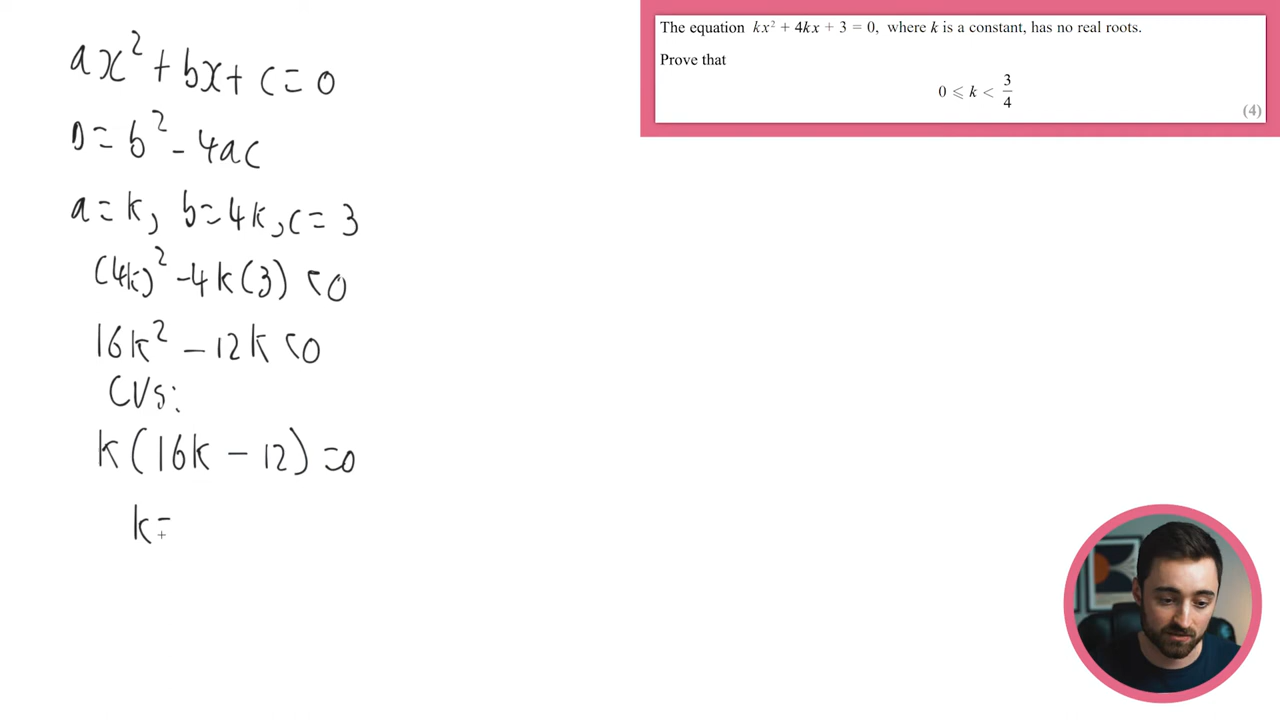 The equation kx² + 4kx + 3 = 0, where k is a constant, has no real roots.
Prove that
0 ⩽ k < 3/4
(4)
ax² + bx + c = 0
D = b² - 4ac
a = k, b = 4k, c = 3
(4k)² - 4k(3) < 0
16k² - 12k < 0
CVs:
k(16k - 12) = 0
k =